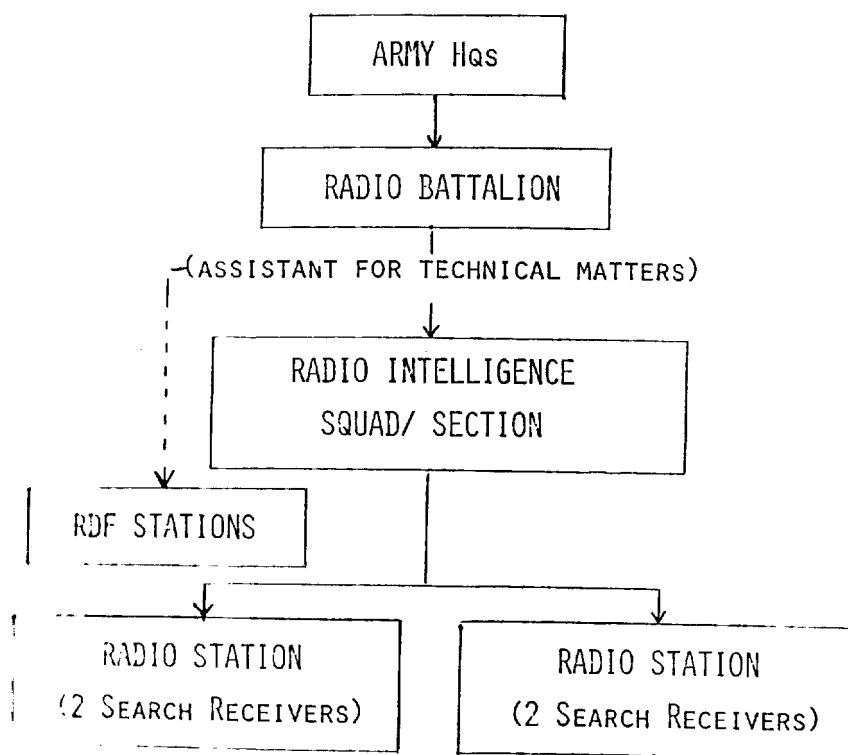 ARMY Hqs
RADIO BATTALION
(ASSISTANT FOR TECHNICAL MATTERS)
RADIO INTELLIGENCE
SQUAD/ SECTION
RDF STATIONS
RADIO STATION
(2 SEARCH RECEIVERS)
RADIO STATION
(2 SEARCH RECEIVERS)